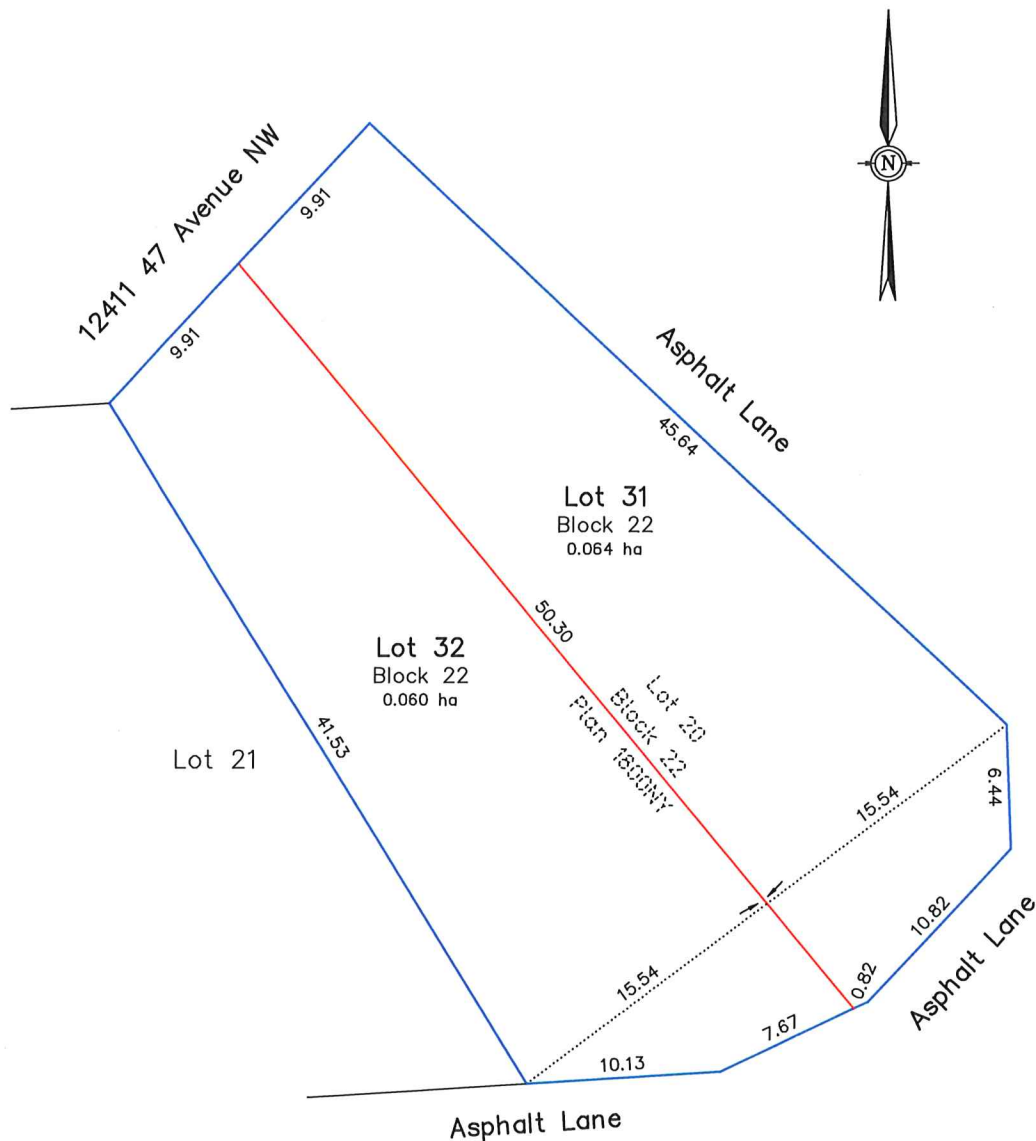 N
12411 47 Avenue NW
9.91
9.91
Asphalt Lane
45.64
Lot 31
Block 22
0.064 ha
50.30
Lot 32
Block 22
0.060 ha
Lot 20
Block 22
Plan 1800NY
41.53
Lot 21
15.54
6.44
15.54
10.82
0.82
Asphalt Lane
7.67
10.13
Asphalt Lane